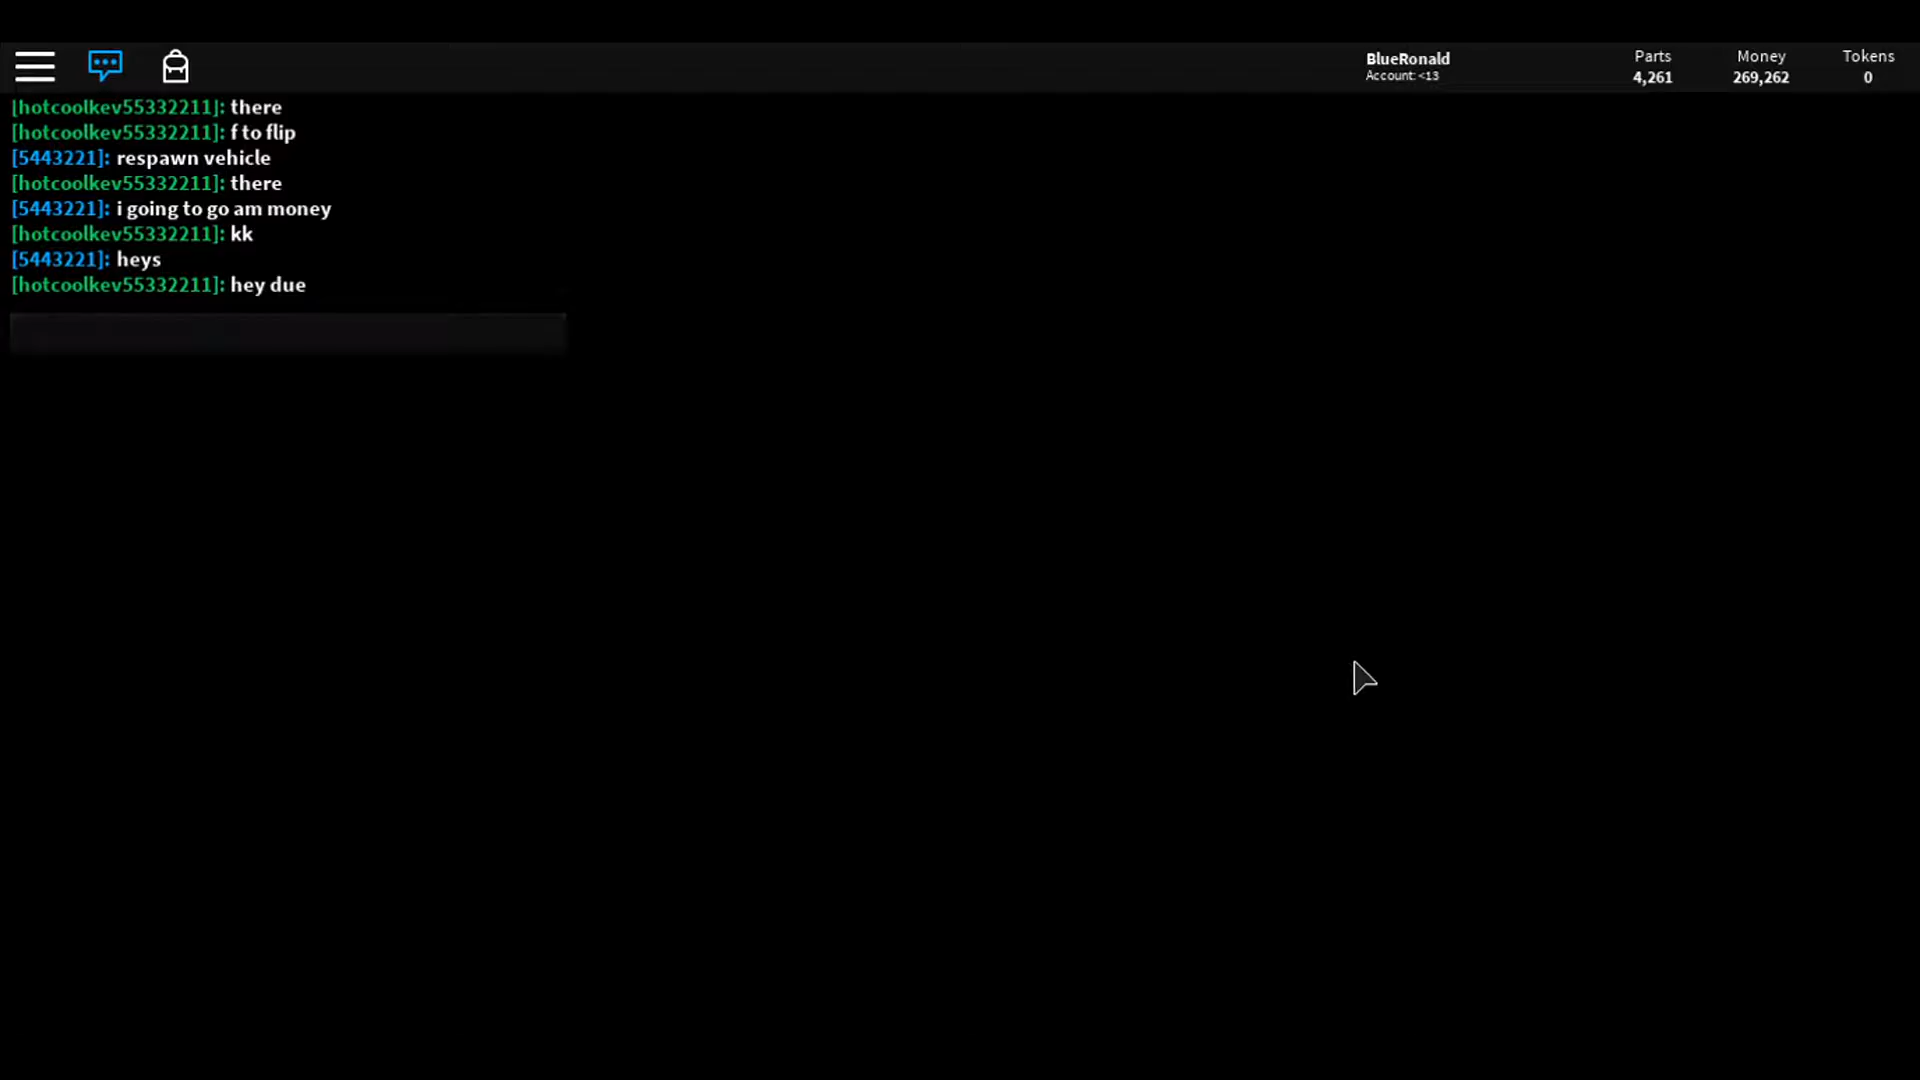 BlueRonald
Account: <13
Parts
4,261
Money
269,262
Tokens
0
[hotcoolkev55332211]: there
[hotcoolkev55332211]: f to flip
[5443221]: respawn vehicle
[hotcoolkev55332211]: there
[5443221]: i going to go am money
[hotcoolkev55332211]: kk
[5443221]: heys
[hotcoolkev55332211]: hey due